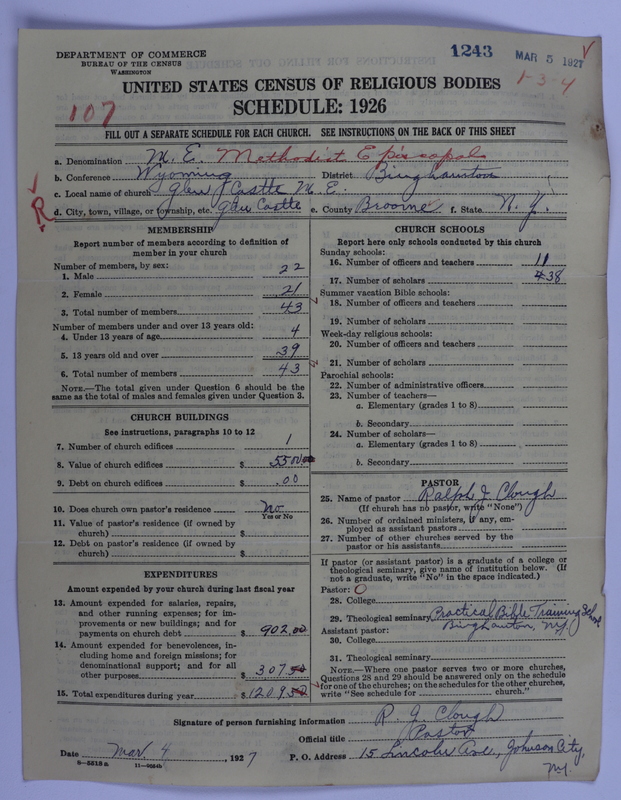 DEPARTMENT OF COMMERCE
BUREAU OF THE CENSUS
WASHINGTON
1243 MAR 5 1927
1-3-4
UNITED STATES CENSUS OF RELIGIOUS BODIES
SCHEDULE: 1926
107
FILL OUT A SEPARATE SCHEDULE FOR EACH CHURCH. SEE INSTRUCTIONS ON THE BACK OF THIS SHEET
a. Denomination M. E. Methodist Episcopal
b. Conference Wyoming District Binghamton
c. Local name of church Glen Castle M. E.
R
d. City, town, village, or township, etc. Glen Castle e. County Broome f. State N. Y.
MEMBERSHIP
Report number of members according to definition of
member in your church
Number of members, by sex:
1. Male 22
2. Female 21
3. Total number of members 43
Number of members under and over 13 years old:
4. Under 13 years of age 4
5. 13 years old and over 39
6. Total number of members 43
NOTE.—The total given under Question 6 should be the
same as the total of males and females given under Question 3.
CHURCH BUILDINGS
See instructions, paragraphs 10 to 12
7. Number of church edifices 1
8. Value of church edifices $ 5500
9. Debt on church edifices $ .00
10. Does church own pastor's residence No
Yes or No
11. Value of pastor's residence (if owned by
church) $
12. Debt on pastor's residence (if owned by
church) $
EXPENDITURES
Amount expended by your church during last fiscal year
13. Amount expended for salaries, repairs,
and other running expenses; for im-
provements or new buildings; and for
payments on church debt $ 902.00
14. Amount expended for benevolences, in-
cluding home and foreign missions; for
denominational support; and for all
other purposes $ 307
15. Total expenditures during year $ 1209
CHURCH SCHOOLS
Report here only schools conducted by this church
Sunday schools:
16. Number of officers and teachers 11
17. Number of scholars 438
Summer vacation Bible schools:
18. Number of officers and teachers
19. Number of scholars
Week-day religious schools:
20. Number of officers and teachers
21. Number of scholars
Parochial schools:
22. Number of administrative officers
23. Number of teachers—
a. Elementary (grades 1 to 8)
b. Secondary
24. Number of scholars—
a. Elementary (grades 1 to 8)
b. Secondary
PASTOR
25. Name of pastor Ralph J. Clough
(If church has no pastor, write "None")
26. Number of ordained ministers, if any, em-
ployed as assistant pastors
27. Number of other churches served by the
pastor or his assistants
If pastor (or assistant pastor) is a graduate of a college or
theological seminary, give name of institution below. (If
not a graduate, write "No" in the space indicated.)
Pastor:
28. College
29. Theological seminary Practical Bible Training School
Assistant pastor: Binghamton, N.Y.
30. College
31. Theological seminary
NOTE.—Where one pastor serves two or more churches,
Questions 28 and 29 should be answered only on the schedule
for one of the churches; on the schedules for the other churches,
write "See schedule for church."
Signature of person furnishing information R. J. Clough
Official title Pastor
Date Mar. 4, 1927 P. O. Address 15 Lincoln Ave., Johnson City,
N.Y.
8—5518a 11—9554b